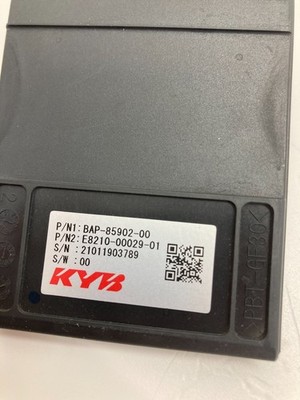 P/N1: BAP-85902-00
P/N2: E8210-00029-01
S/N : 21011903789
S/W : 00
KYB